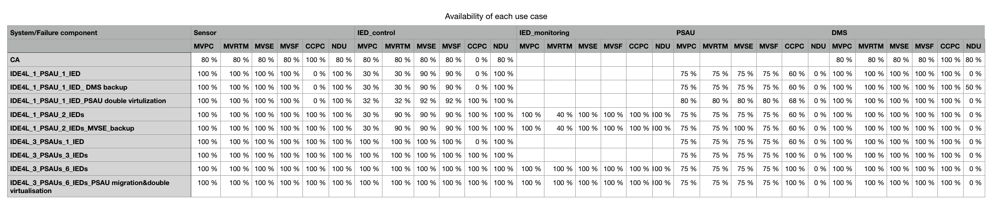 Availability of each use case
System/Failure component Sensor IED_control IED_monitoring PSAU DMS
MVPC MVRTM MVSE MVSF CCPC NDU MVPC MVRTM MVSE MVSF CCPC NDU MVPC MVRTM MVSE MVSF CCPC NDU MVPC MVRTM MVSE MVSF CCPC NDU MVPC MVRTM MVSE MVSF CCPC NDU
CA 80 % 80 % 80 % 80 % 100 % 80 % 80 % 80 % 80 % 80 % 0 % 80 % 80 % 80 % 80 % 80 % 100 % 80 %
IDE4L_1_PSAU_1_IED 100 % 100 % 100 % 100 % 0 % 100 % 30 % 30 % 90 % 90 % 0 % 100 % 75 % 75 % 75 % 75 % 60 % 0 % 100 % 100 % 100 % 100 % 100 % 0 %
IDE4L_1_PSAU_1_IED_ DMS backup 100 % 100 % 100 % 100 % 0 % 100 % 30 % 30 % 90 % 90 % 0 % 100 % 75 % 75 % 75 % 75 % 60 % 0 % 100 % 100 % 100 % 100 % 100 % 50 %
IDE4L_1_PSAU_1_IED_PSAU double virtulization 100 % 100 % 100 % 100 % 0 % 100 % 32 % 32 % 92 % 92 % 100 % 100 % 80 % 80 % 80 % 80 % 68 % 0 % 100 % 100 % 100 % 100 % 100 % 0 %
IDE4L_1_PSAU_2_IEDs 100 % 100 % 100 % 100 % 100 % 100 % 30 % 90 % 90 % 90 % 100 % 100 % 100 % 40 % 100 % 100 % 100 % 100 % 75 % 75 % 75 % 75 % 60 % 0 % 100 % 100 % 100 % 100 % 100 % 0 %
IDE4L_1_PSAU_2_IEDs_MVSE_backup 100 % 100 % 100 % 100 % 100 % 100 % 30 % 90 % 90 % 90 % 100 % 100 % 100 % 40 % 100 % 100 % 100 % 100 % 75 % 75 % 100 % 75 % 60 % 0 % 100 % 100 % 100 % 100 % 100 % 0 %
IDE4L_3_PSAUs_1_IED 100 % 100 % 100 % 100 % 100 % 100 % 100 % 100 % 100 % 100 % 0 % 100 % 75 % 75 % 75 % 75 % 60 % 0 % 100 % 100 % 100 % 100 % 100 % 0 %
IDE4L_3_PSAUs_3_IEDs 100 % 100 % 100 % 100 % 100 % 100 % 100 % 100 % 100 % 100 % 100 % 100 % 75 % 75 % 75 % 75 % 100 % 0 % 100 % 100 % 100 % 100 % 100 % 0 %
IDE4L_3_PSAUs_6_IEDs 100 % 100 % 100 % 100 % 100 % 100 % 100 % 100 % 100 % 100 % 100 % 100 % 100 % 100 % 100 % 100 % 100 % 100 % 75 % 75 % 75 % 75 % 100 % 0 % 100 % 100 % 100 % 100 % 100 % 0 %
IDE4L_3_PSAUs_6_IEDs_PSAU migration&double 100 % 100 % 100 % 100 % 100 % 100 % 100 % 100 % 100 % 100 % 100 % 100 % 100 % 100 % 100 % 100 % 100 % 100 % 75 % 75 % 75 % 75 % 100 % 0 % 100 % 100 % 100 % 100 % 100 % 0 %
virtualisation